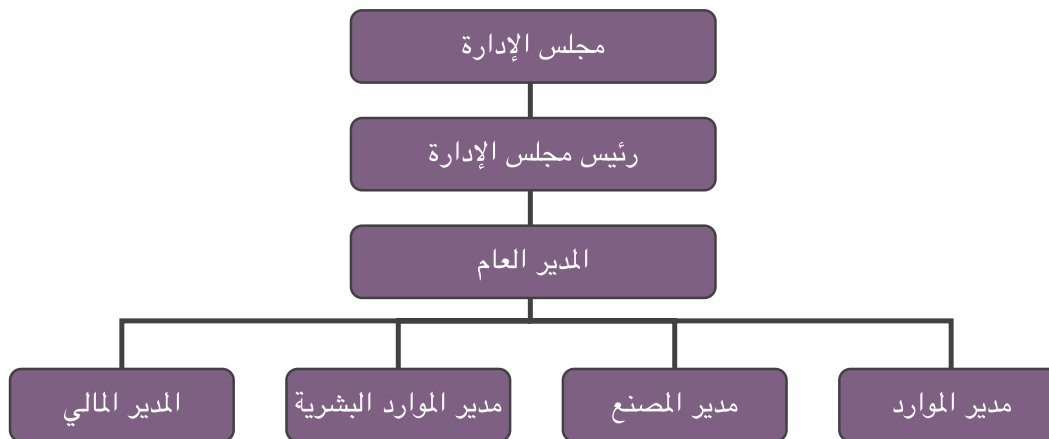 مجلس الإدارة
رئيس مجلس الإدارة
المدير العام
مدير الموارد
مدير المصنع
مدير الموارد البشرية
المدير المالي